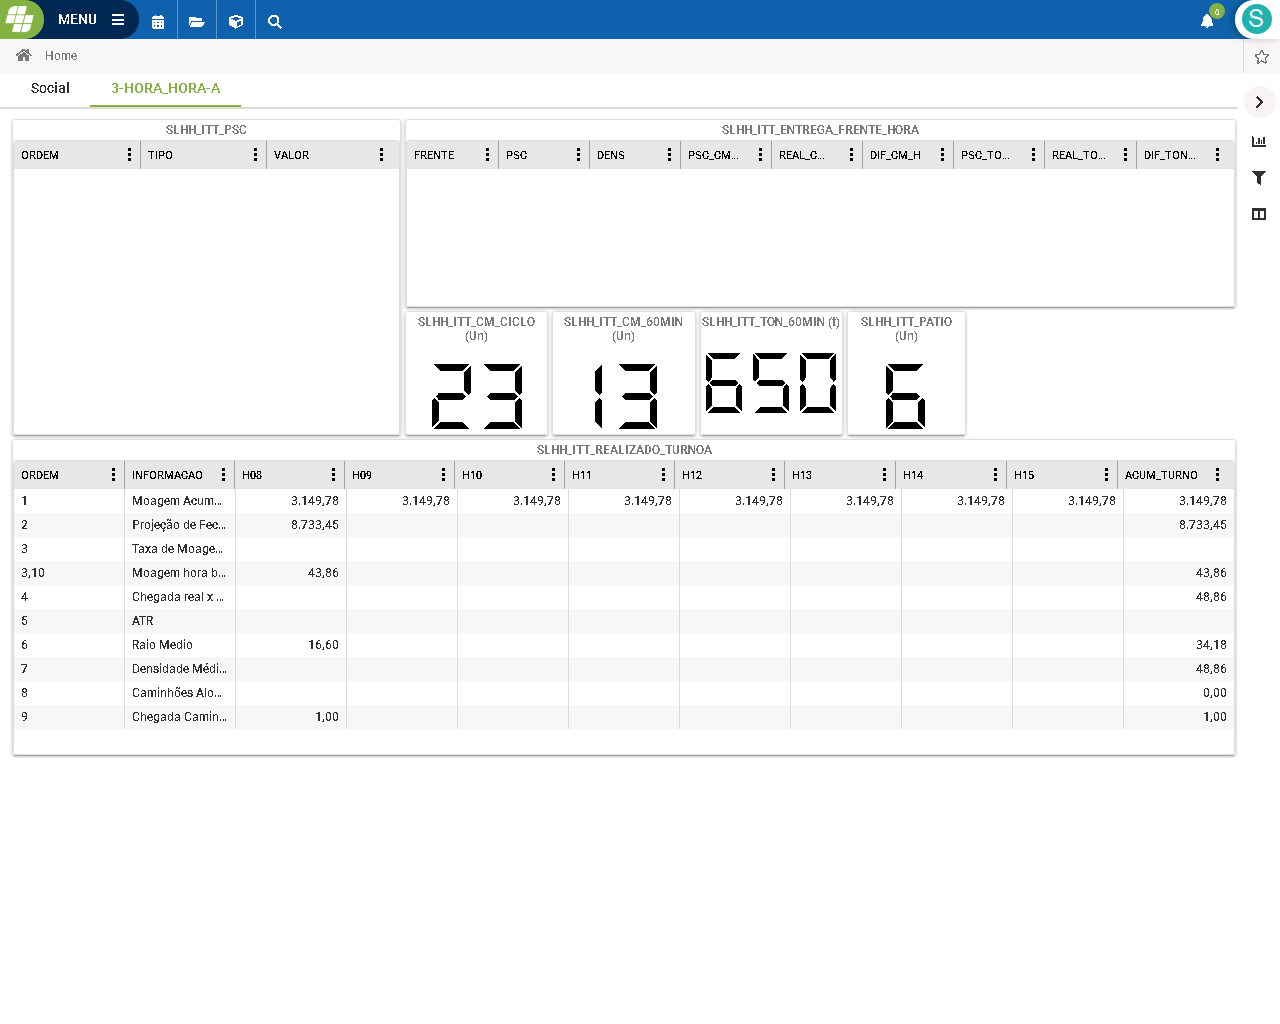 MENU
0
S
Home
Social
3-HORA_HORA-A
SLHH_ITT_PSC
ORDEM TIPO VALOR
SLHH_ITT_ENTREGA_FRENTE_HORA
FRENTE PSC DENS PSC_CM... REAL_C... DIF_CM_H PSC_TO... REAL_TO... DIF_TON...
SLHH_ITT_CM_CICLO
(Un)
23
SLHH_ITT_CM_60MIN
(Un)
13
SLHH_ITT_TON_60MIN (t)
650
SLHH_ITT_PATIO
(Un)
6
SLHH_ITT_REALIZADO_TURNOA
ORDEM INFORMACAO H08 H09 H10 H11 H12 H13 H14 H15 ACUM_TURNO
1 Moagem Acum... 3.149,78 3.149,78 3.149,78 3.149,78 3.149,78 3.149,78 3.149,78 3.149,78 3.149,78
2 Projeção de Fec... 8.733,45 8.733,45
3 Taxa de Moage...
3,10 Moagem hora b... 43,86 43,86
4 Chegada real x ... 48,86
5 ATR
6 Raio Medio 16,60 34,18
7 Densidade Médi... 48,86
8 Caminhões Alo... 0,00
9 Chegada Camin... 1,00 1,00